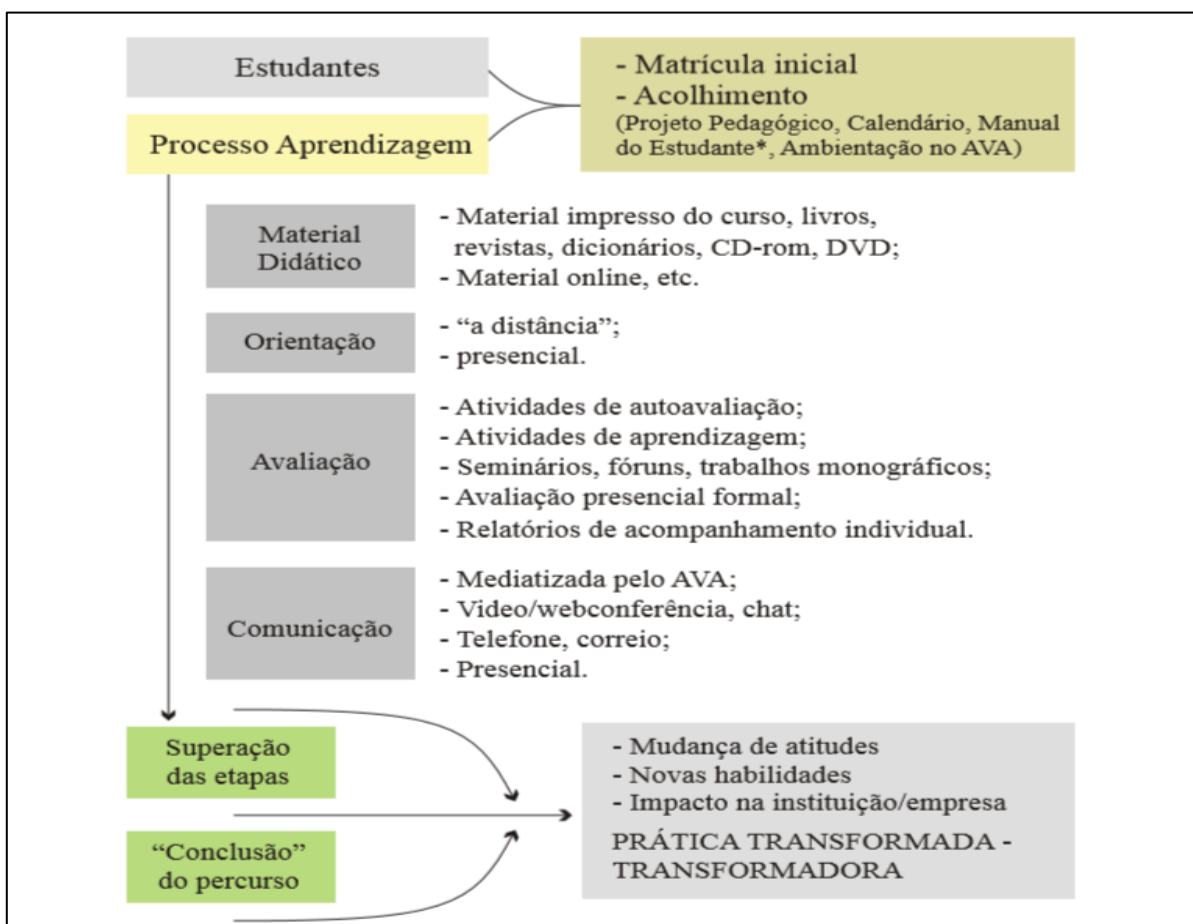 Estudantes
Processo Aprendizagem
- Matrícula inicial
- Acolhimento
(Projeto Pedagógico, Calendário, Manual
do Estudante*, Ambientação no AVA)
Material
Didático
- Material impresso do curso, livros,
revistas, dicionários, CD-rom, DVD;
- Material online, etc.
Orientação
- “a distância”;
- presencial.
Avaliação
- Atividades de autoavaliação;
- Atividades de aprendizagem;
- Seminários, fóruns, trabalhos monográficos;
- Avaliação presencial formal;
- Relatórios de acompanhamento individual.
Comunicação
- Mediatizada pelo AVA;
- Video/webconferência, chat;
- Telefone, correio;
- Presencial.
Superação
das etapas
“Conclusão”
do percurso
- Mudança de atitudes
- Novas habilidades
- Impacto na instituição/empresa
PRÁTICA TRANSFORMADA -
TRANSFORMADORA